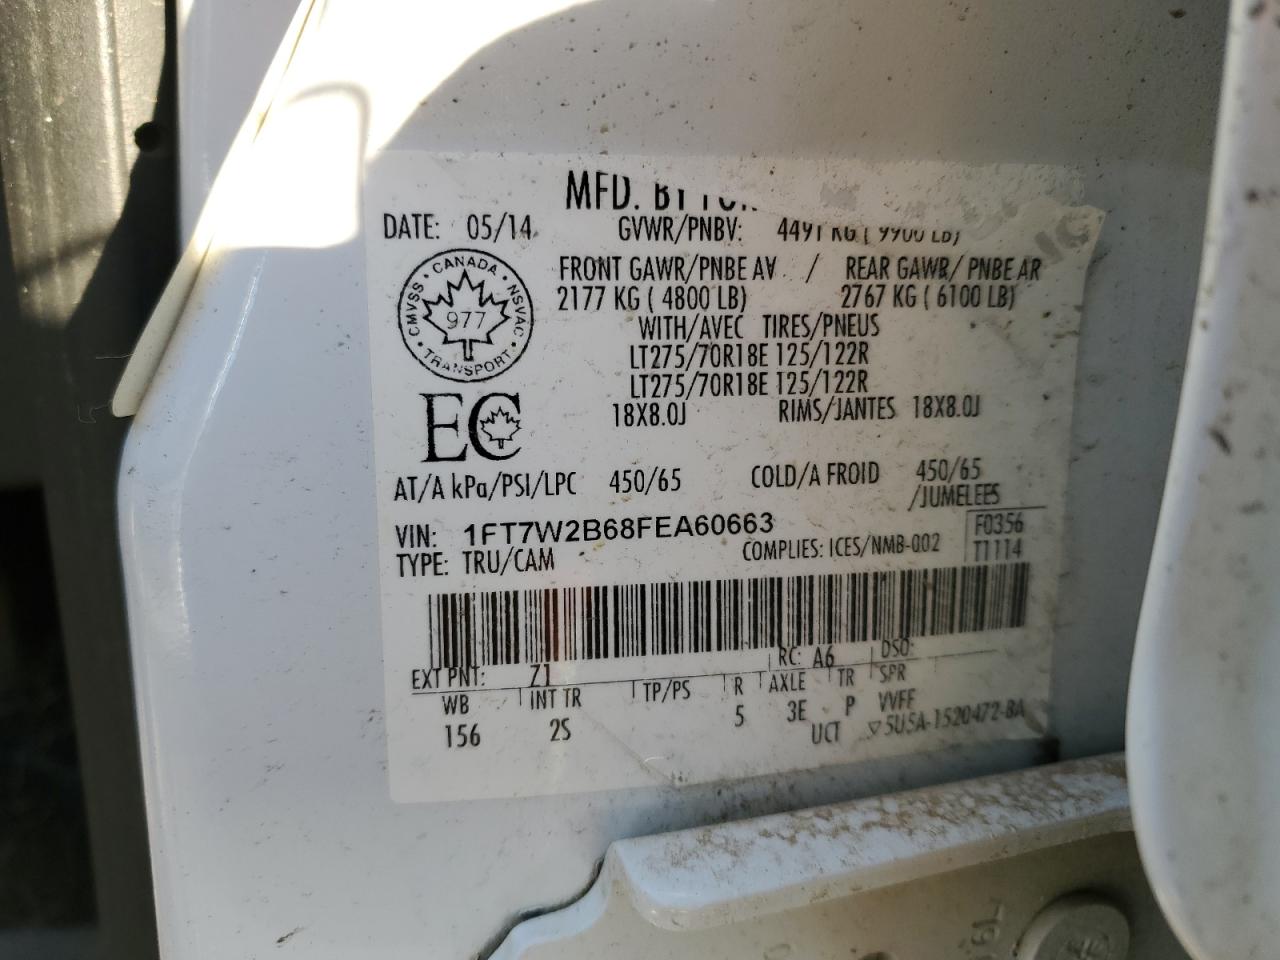 MFD. BY
DATE: 05/14
GVWR/PNBV: 4491 KG ( 9900 LB)
CANADA
CMVSS · NSVAC
977
TRANSPORT
FRONT GAWR/PNBE AV / REAR GAWR/ PNBE AR
2177 KG ( 4800 LB) 2767 KG ( 6100 LB)
WITH/AVEC TIRES/PNEUS
LT275/70R18E 125/122R
LT275/70R18E 125/122R
EC
18X8.0J RIMS/JANTES 18X8.0J
AT/A kPa/PSI/LPC 450/65 COLD/A FROID 450/65
/JUMELEES
VIN: 1FT7W2B68FEA60663
F0356
TYPE: TRU/CAM COMPLIES: ICES/NMB-002
T1114
EXT PNT: Z1 RC: A6 DSO:
WB INT TR TP/PS R AXLE TR SPR
156 2S 5 3E P VVFF
UCT ▽5U5A-1520472-BA